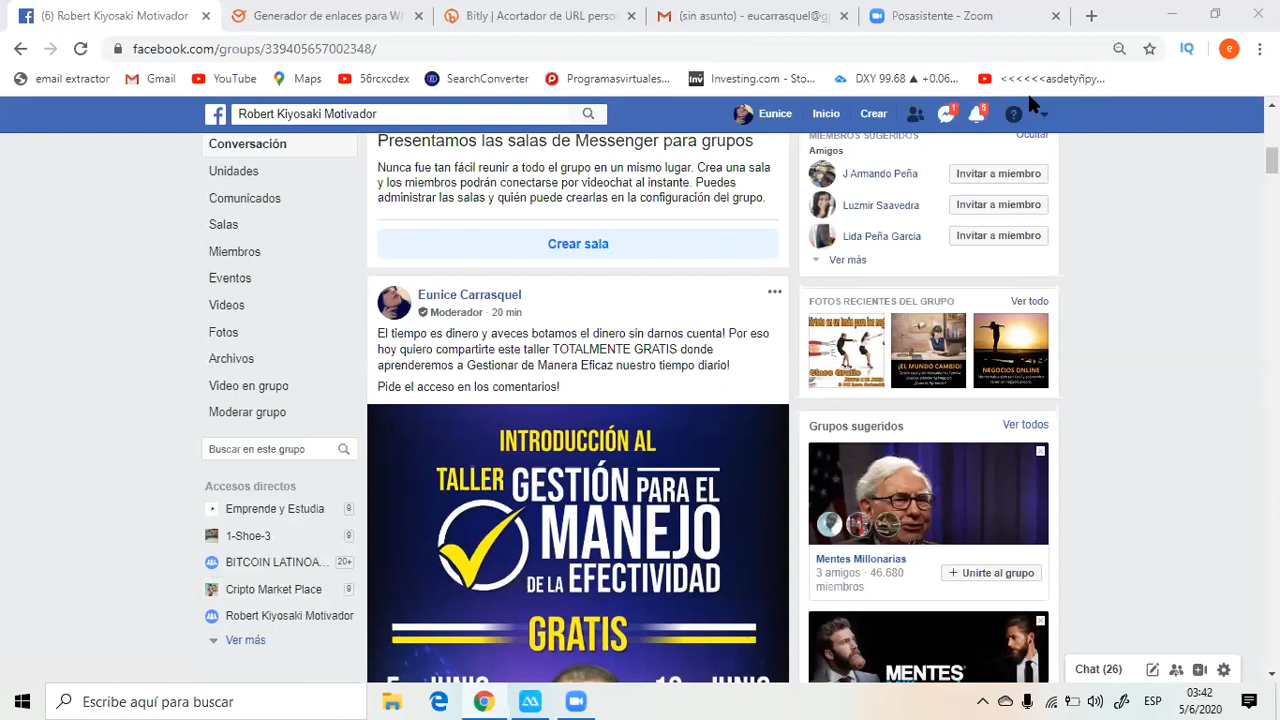 (6) Robert Kiyosaki Motivador
Generador de enlaces para Wh
Bitly | Acortador de URL perso
(sin asunto) - eucarrasquel@g
Posasistente - Zoom
facebook.com/groups/339405657002348/
email extractor
Gmail
YouTube
Maps
56rcxcdex
SearchConverter
Programasvirtuales...
Investing.com - Sto...
DXY 99.68 ▲ +0.06...
<<<<<asdetyñpy...
Robert Kiyosaki Motivador
Eunice
Inicio
Crear
1
5
Conversación
Unidades
Comunicados
Salas
Miembros
Eventos
Videos
Fotos
Archivos
Video en grupo
Moderar grupo
Buscar en este grupo
Accesos directos
Emprende y Estudia 9
1-Shoe-3 9
BITCOIN LATINOA... 20+
Cripto Market Place 9
Robert Kiyosaki Motivador
Ver más
Presentamos las salas de Messenger para grupos
Nunca fue tan fácil reunir a todo el grupo en un mismo lugar. Crea una sala
y los miembros podrán conectarse por videochat al instante. Puedes
administrar las salas y quién puede crearlas en la configuración del grupo.
Crear sala
Eunice Carrasquel
Moderador · 20 min
El tiempo es dinero y aveces botamos el dinero sin darnos cuenta! Por eso
hoy quiero compartirte este taller TOTALMENTE GRATIS donde
aprenderemos a Gestionar de Manera Eficaz nuestro tiempo diario!
Pide el acceso en los comentarios!
INTRODUCCIÓN AL
TALLER GESTIÓN PARA EL
MANEJO
DE LA EFECTIVIDAD
GRATIS
MIEMBROS SUGERIDOS
Ocultar
Amigos
J Armando Peña
Invitar a miembro
Luzmir Saavedra
Invitar a miembro
Lida Peña Garcia
Invitar a miembro
Ver más
FOTOS RECIENTES DEL GRUPO
Ver todo
¡EL MUNDO CAMBIO!
NEGOCIOS ONLINE
Grupos sugeridos
Ver todos
Mentes Millonarias
3 amigos · 46.680
miembros
+ Unirte al grupo
MENTES
Chat (26)
Escribe aquí para buscar
ESP
03:42
5/6/2020